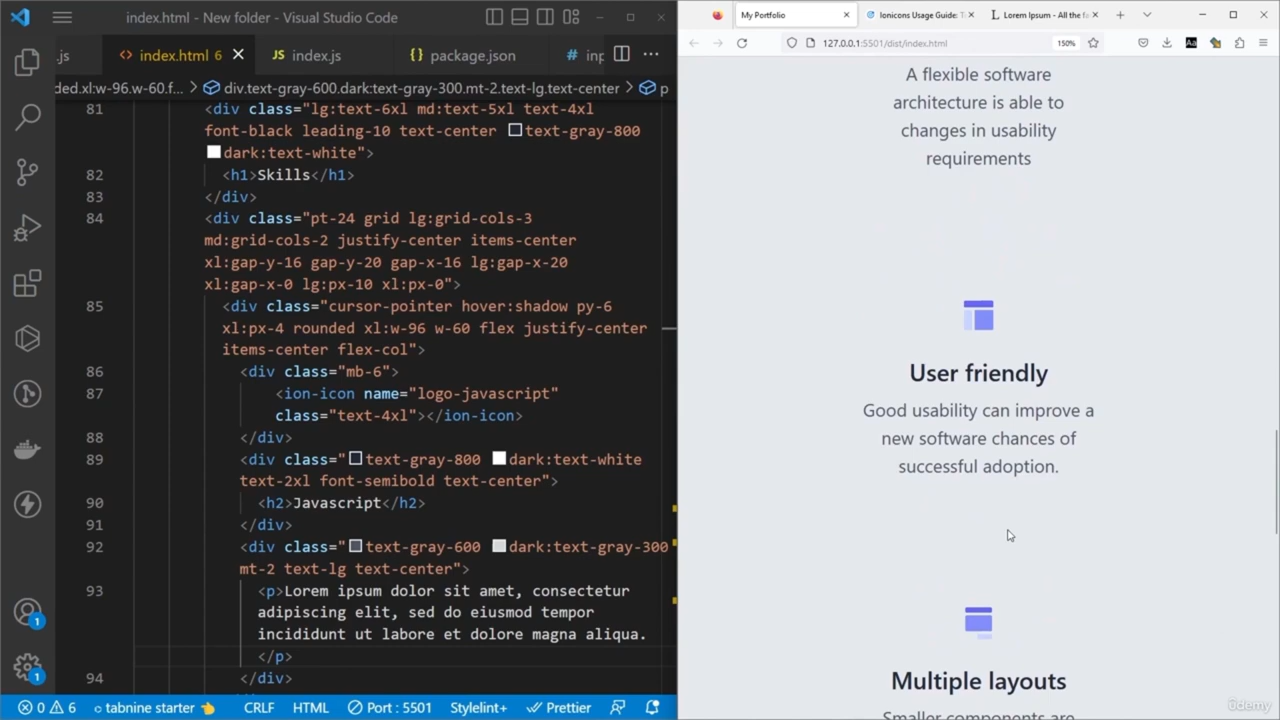 index.html - New folder - Visual Studio Code
.js
index.html 6
JS index.js
{} package.json
# inp
ded.xl:w-96.w-60.f... > div.text-gray-600.dark:text-gray-300.mt-2.text-lg.text-center > p
81 <div class="lg:text-6xl md:text-5xl text-4xl
font-black leading-10 text-center text-gray-800
dark:text-white">
82 <h1>Skills</h1>
83 </div>
84 <div class="pt-24 grid lg:grid-cols-3
md:grid-cols-2 justify-center items-center
xl:gap-y-16 gap-y-20 gap-x-16 lg:gap-x-20
xl:gap-x-0 lg:px-10 xl:px-0">
85 <div class="cursor-pointer hover:shadow py-6
xl:px-4 rounded xl:w-96 w-60 flex justify-center
items-center flex-col">
86 <div class="mb-6">
87 <ion-icon name="logo-javascript"
class="text-4xl"></ion-icon>
88 </div>
89 <div class="text-gray-800 dark:text-white
text-2xl font-semibold text-center">
90 <h2>Javascript</h2>
91 </div>
92 <div class="text-gray-600 dark:text-gray-300
mt-2 text-lg text-center">
93 <p>Lorem ipsum dolor sit amet, consectetur
adipiscing elit, sed do eiusmod tempor
incididunt ut labore et dolore magna aliqua.
</p>
94 </div>
1
1
0 6 tabnine starter CRLF HTML Port : 5501 Stylelint+ Prettier
My Portfolio
Ionicons Usage Guide: T
Lorem Ipsum - All the fa
127.0.0.1:5501/dist/index.html
150%
A flexible software
architecture is able to
changes in usability
requirements
User friendly
Good usability can improve a
new software chances of
successful adoption.
Multiple layouts
Smaller components are
ûdemy